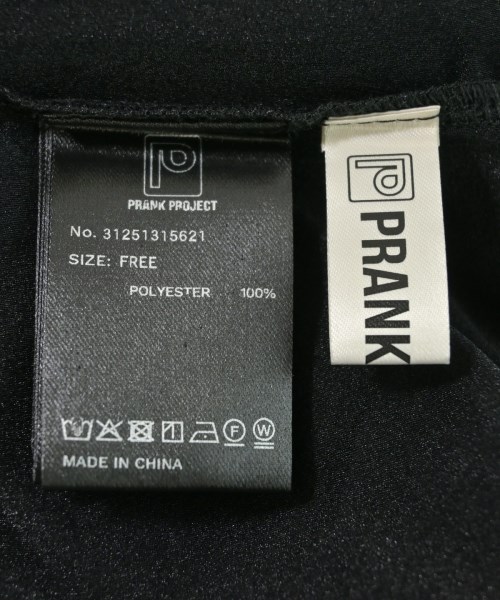 PRANK PROJECT
No. 31251315621
SIZE: FREE
POLYESTER 100%
F W
MADE IN CHINA
PRANK